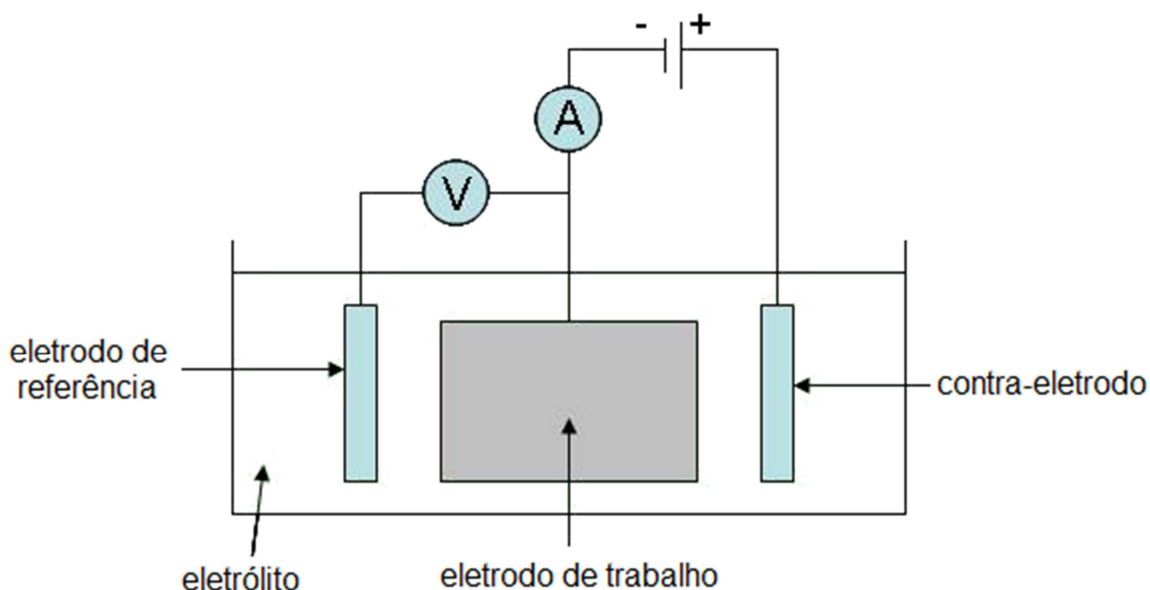 - +
A
V
eletrodo de
referência
contra-eletrodo
eletrólito
eletrodo de trabalho